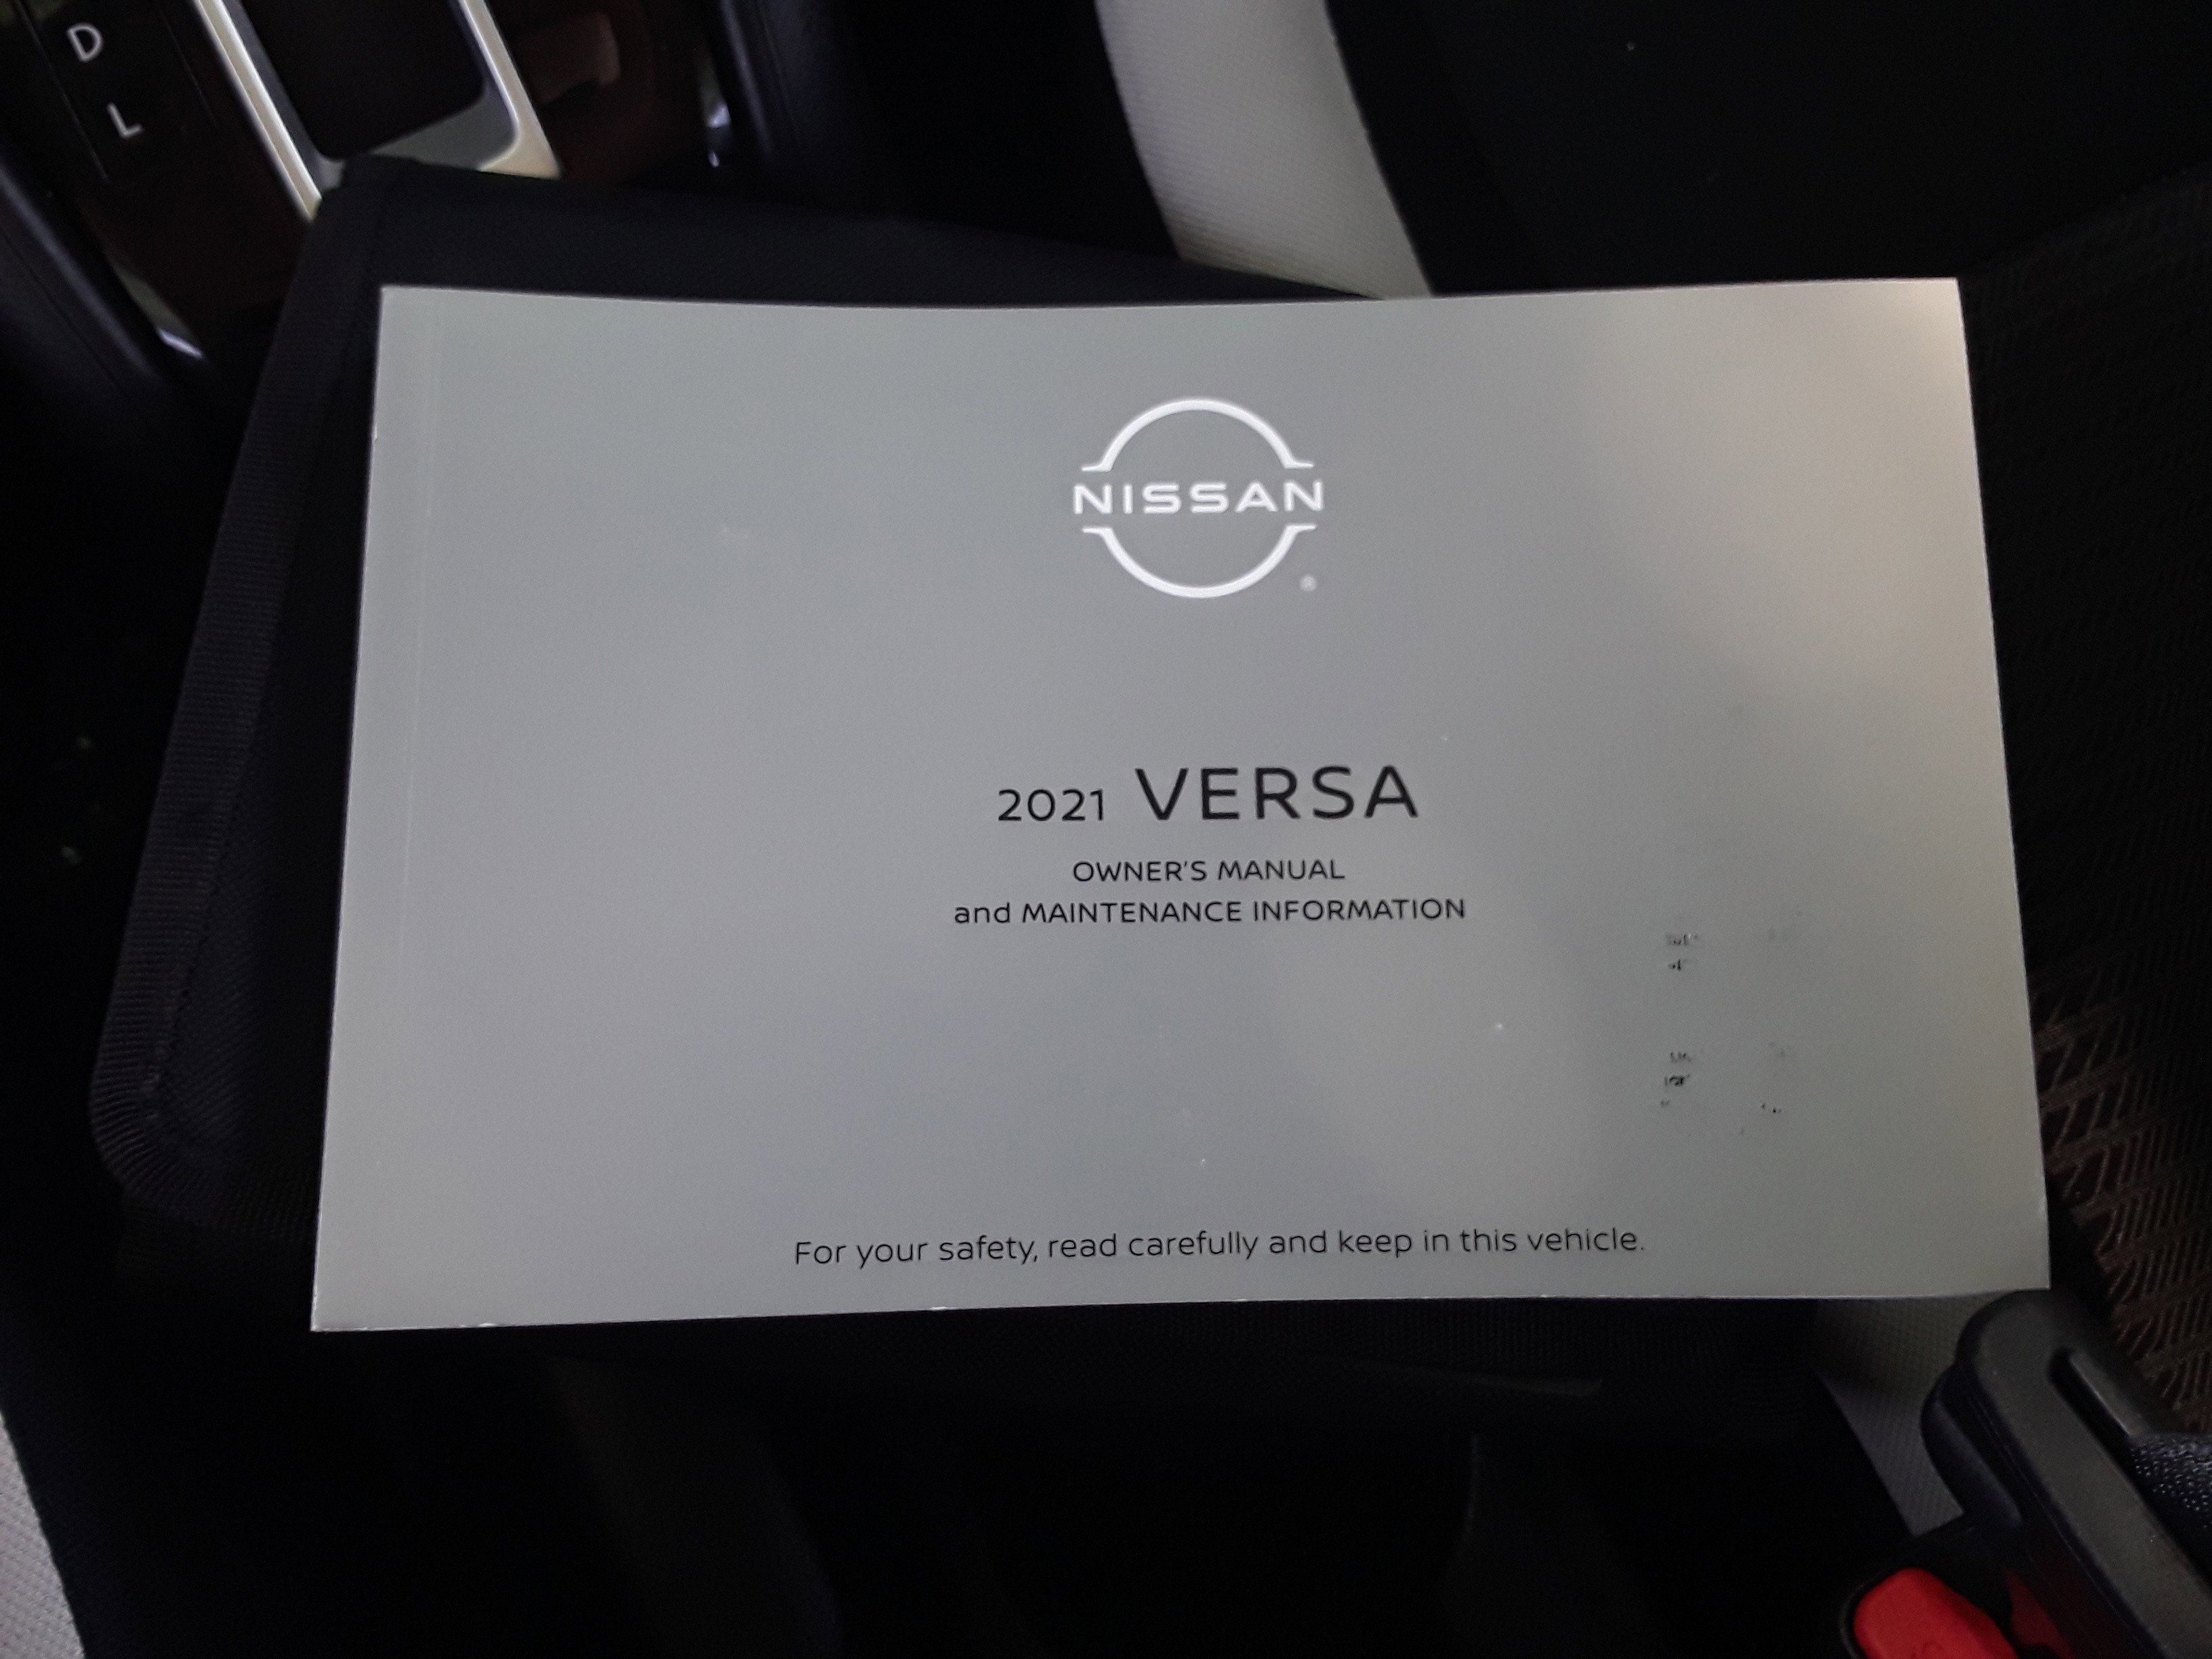 D
L
NISSAN
®
2021 VERSA
OWNER'S MANUAL
and MAINTENANCE INFORMATION
For your safety, read carefully and keep in this vehicle.